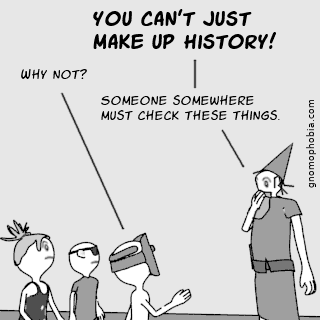 YOU CAN'T JUST
MAKE UP HISTORY!
WHY NOT?
SOMEONE SOMEWHERE
MUST CHECK THESE THINGS.
gnomophobia.com